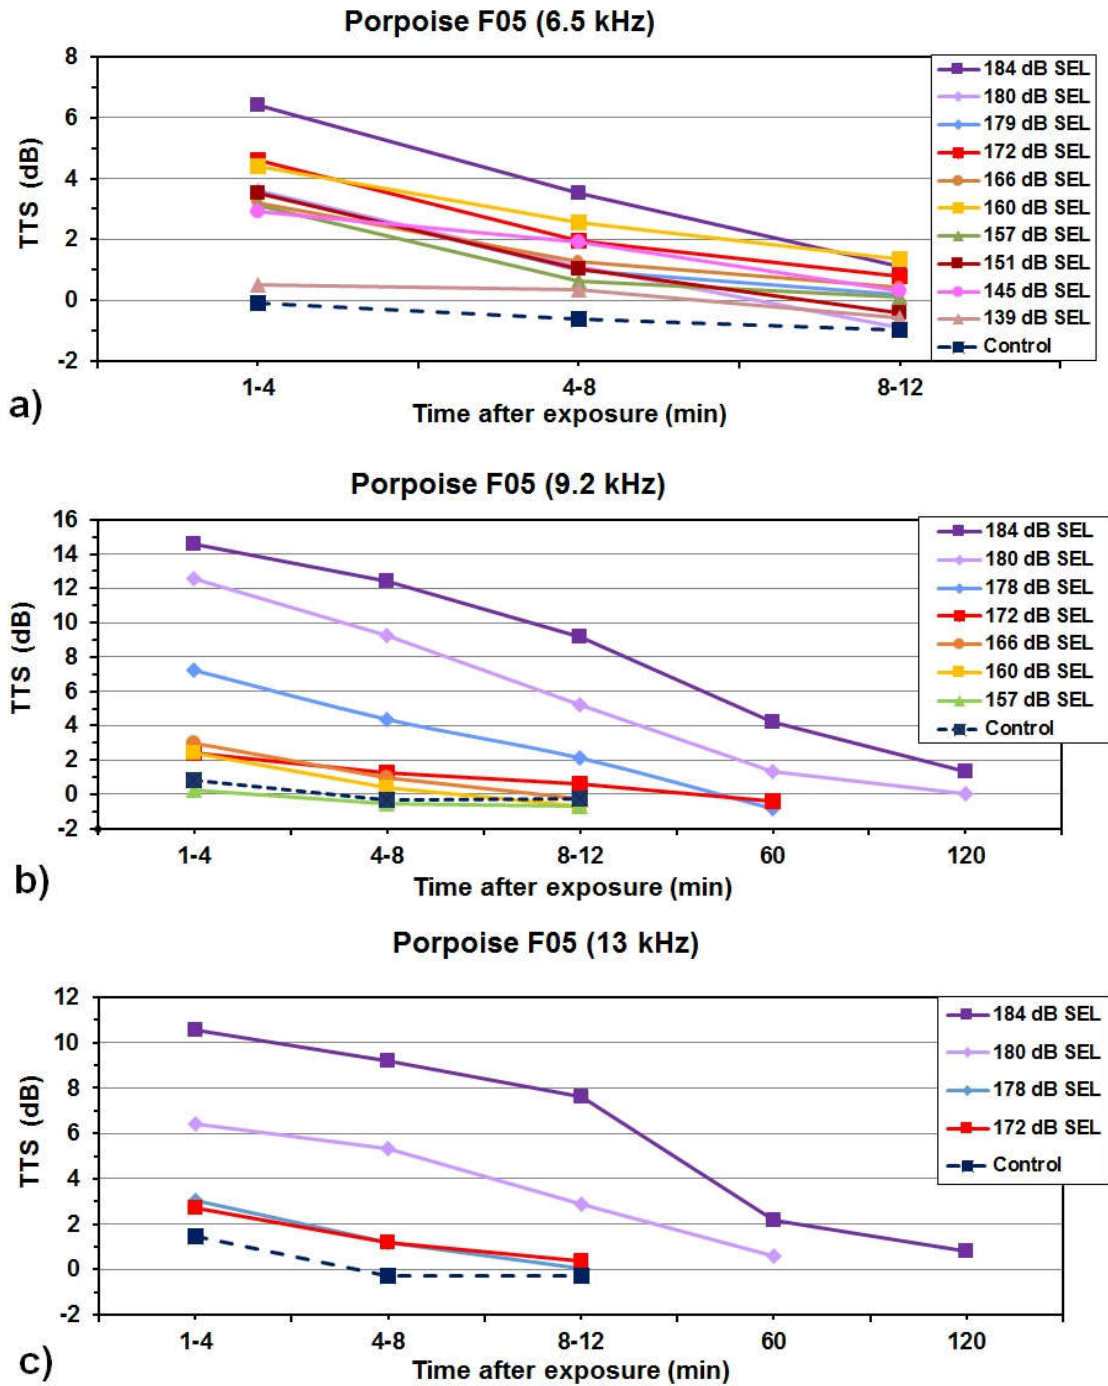 Porpoise F05 (6.5 kHz)
8
6
4
2
0
-2
TTS (dB)
184 dB SEL
180 dB SEL
179 dB SEL
172 dB SEL
166 dB SEL
160 dB SEL
157 dB SEL
151 dB SEL
145 dB SEL
139 dB SEL
Control
1-4 4-8 8-12
Time after exposure (min)
a)
Porpoise F05 (9.2 kHz)
16
14
12
10
8
6
4
2
0
-2
TTS (dB)
184 dB SEL
180 dB SEL
178 dB SEL
172 dB SEL
166 dB SEL
160 dB SEL
157 dB SEL
Control
1-4 4-8 8-12 60 120
Time after exposure (min)
b)
Porpoise F05 (13 kHz)
12
10
8
6
4
2
0
-2
TTS (dB)
184 dB SEL
180 dB SEL
178 dB SEL
172 dB SEL
Control
1-4 4-8 8-12 60 120
Time after exposure (min)
c)